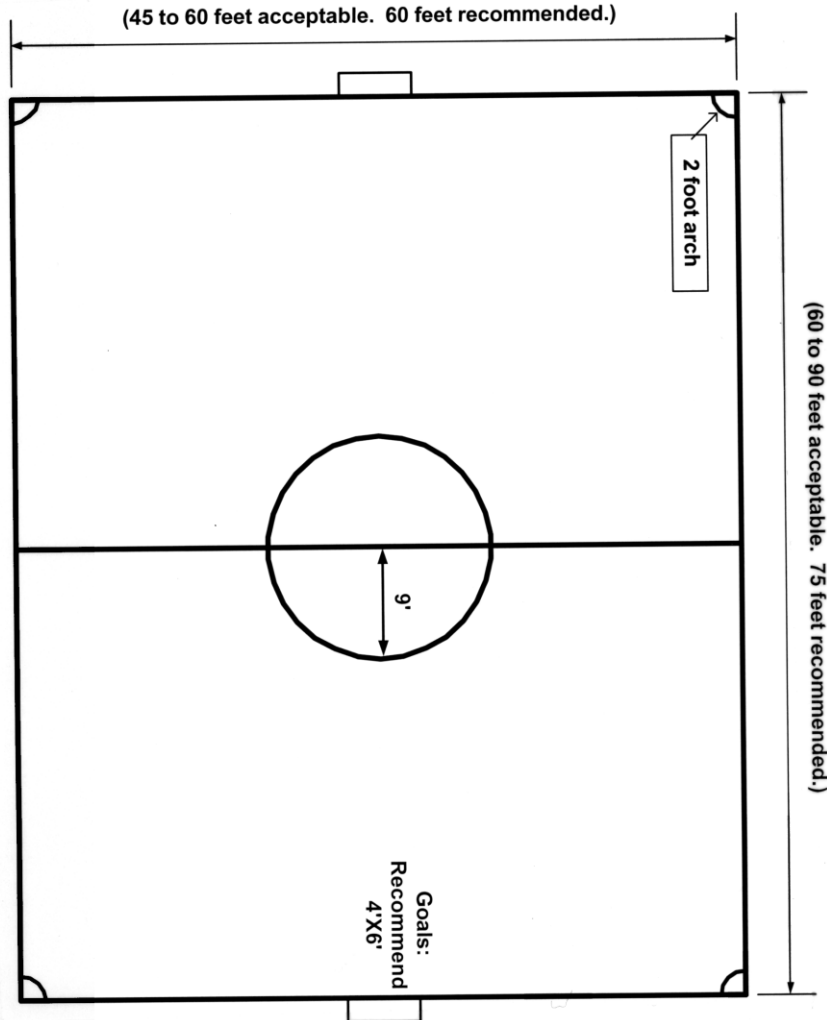 (45 to 60 feet acceptable.  60 feet recommended.)
2 foot arch
(60 to 90 feet acceptable.  75 feet recommended.)
9'
Goals:
Recommend
4'X6'